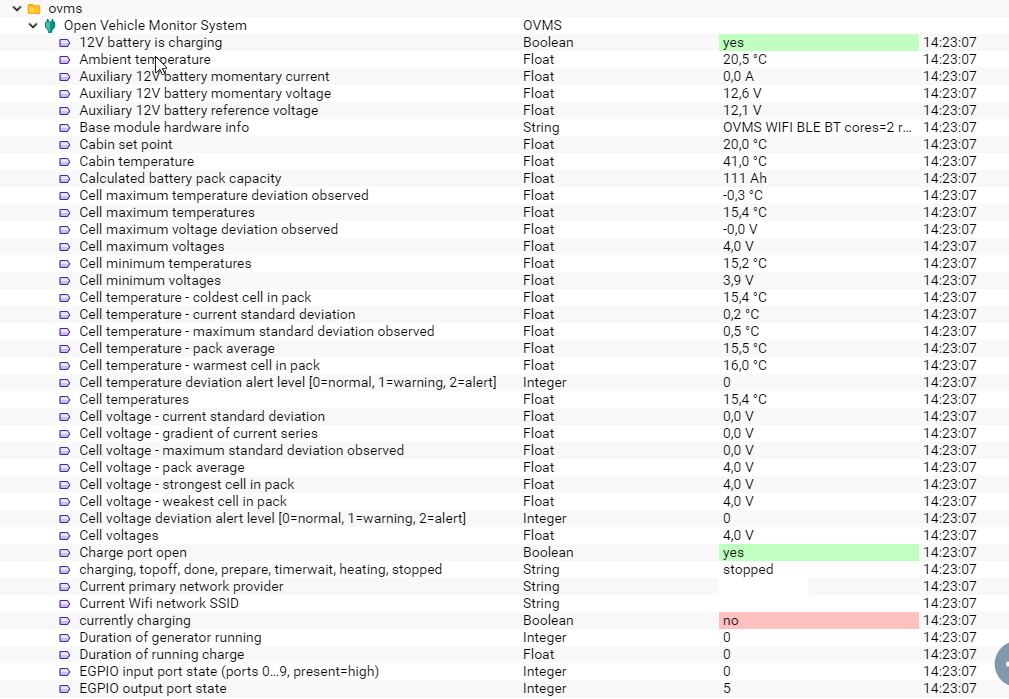 ovms
Open Vehicle Monitor System OVMS
12V battery is charging Boolean yes 14:23:07
Ambient temperature Float 20,5 °C 14:23:07
Auxiliary 12V battery momentary current Float 0,0 A 14:23:07
Auxiliary 12V battery momentary voltage Float 12,6 V 14:23:07
Auxiliary 12V battery reference voltage Float 12,1 V 14:23:07
Base module hardware info String OVMS WIFI BLE BT cores=2 r... 14:23:07
Cabin set point Float 20,0 °C 14:23:07
Cabin temperature Float 41,0 °C 14:23:07
Calculated battery pack capacity Float 111 Ah 14:23:07
Cell maximum temperature deviation observed Float -0,3 °C 14:23:07
Cell maximum temperatures Float 15,4 °C 14:23:07
Cell maximum voltage deviation observed Float -0,0 V 14:23:07
Cell maximum voltages Float 4,0 V 14:23:07
Cell minimum temperatures Float 15,2 °C 14:23:07
Cell minimum voltages Float 3,9 V 14:23:07
Cell temperature - coldest cell in pack Float 15,4 °C 14:23:07
Cell temperature - current standard deviation Float 0,2 °C 14:23:07
Cell temperature - maximum standard deviation observed Float 0,5 °C 14:23:07
Cell temperature - pack average Float 15,5 °C 14:23:07
Cell temperature - warmest cell in pack Float 16,0 °C 14:23:07
Cell temperature deviation alert level [0=normal, 1=warning, 2=alert] Integer 0 14:23:07
Cell temperatures Float 15,4 °C 14:23:07
Cell voltage - current standard deviation Float 0,0 V 14:23:07
Cell voltage - gradient of current series Float 0,0 V 14:23:07
Cell voltage - maximum standard deviation observed Float 0,0 V 14:23:07
Cell voltage - pack average Float 4,0 V 14:23:07
Cell voltage - strongest cell in pack Float 4,0 V 14:23:07
Cell voltage - weakest cell in pack Float 4,0 V 14:23:07
Cell voltage deviation alert level [0=normal, 1=warning, 2=alert] Integer 0 14:23:07
Cell voltages Float 4,0 V 14:23:07
Charge port open Boolean yes 14:23:07
charging, topoff, done, prepare, timerwait, heating, stopped String stopped 14:23:07
Current primary network provider String 14:23:07
Current Wifi network SSID String 14:23:07
currently charging Boolean no 14:23:07
Duration of generator running Integer 0 14:23:07
Duration of running charge Float 0 14:23:07
EGPIO input port state (ports 0...9, present=high) Integer 0 14:23:07
EGPIO output port state Integer 5 14:23:07